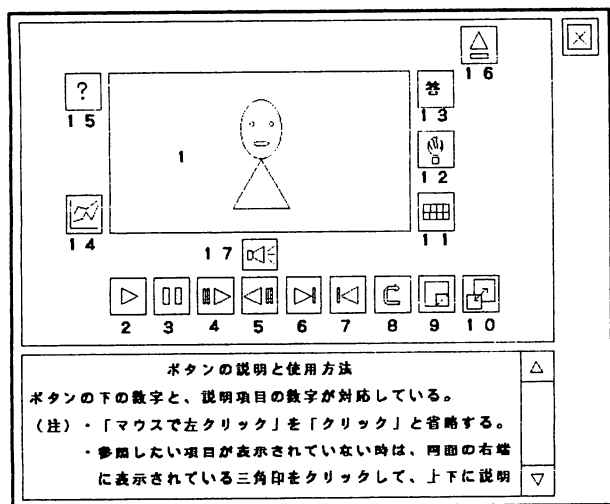 16
?
15
1
答
13
12
14
11
17
2 3 4 5 6 7 8 9 10
ボタンの説明と使用方法
ボタンの下の数字と、説明項目の数字が対応している。
(注)・「マウスで左クリック」を「クリック」と省略する。
・参照したい項目が表示されていない時は、画面の右端
に表示されている三角印をクリックして、上下に説明